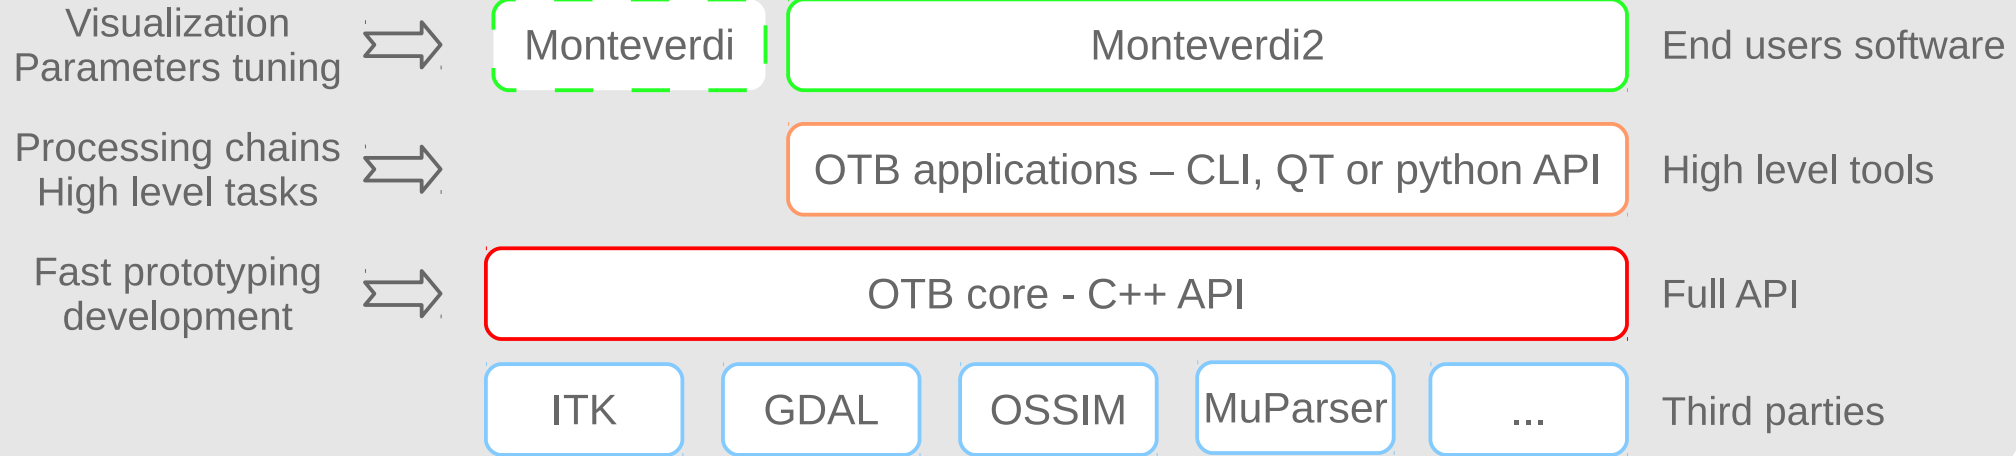 Visualization
Parameters tuning
Monteverdi
Monteverdi2
End users software
Processing chains
High level tasks
OTB applications – CLI, QT or python API
High level tools
Fast prototyping
development
OTB core - C++ API
Full API
ITK
GDAL
OSSIM
MuParser
...
Third parties